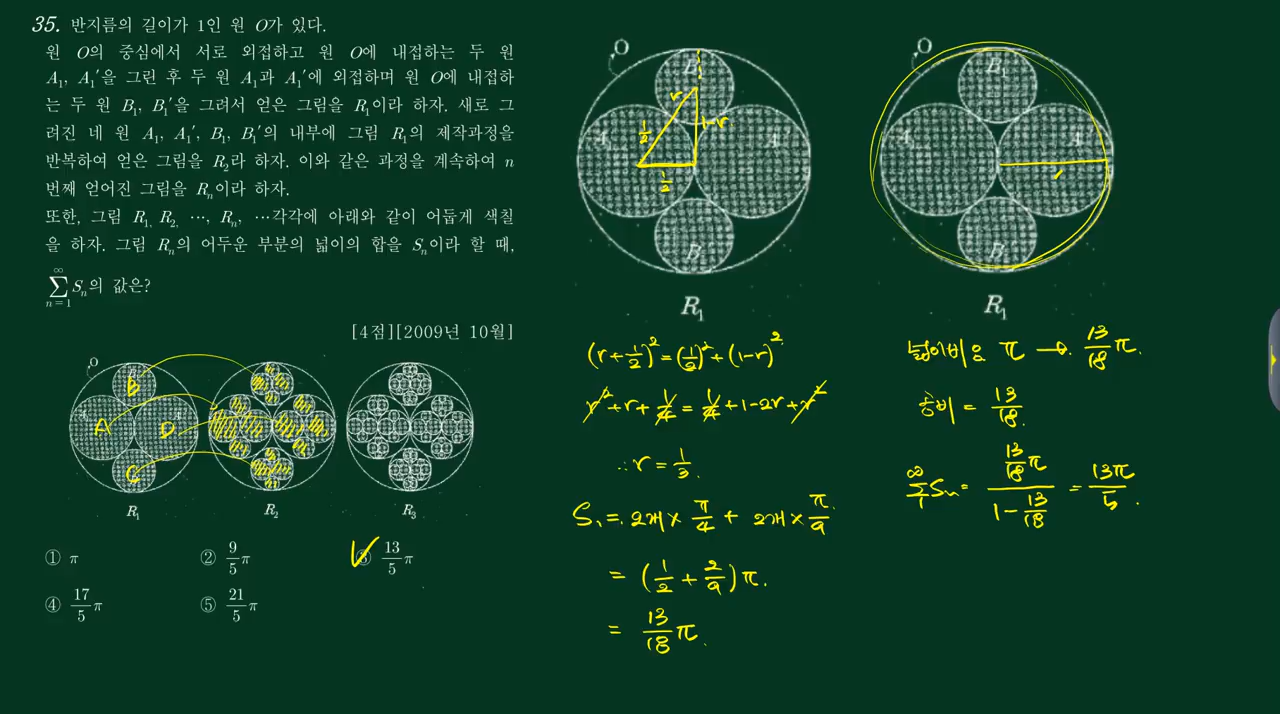 35. 반지름의 길이가 1인 원 O가 있다.
원 O의 중심에서 서로 외접하고 원 O에 내접하는 두 원
A₁, A₁′을 그린 후 두 원 A₁과 A₁′에 외접하며 원 O에 내접하
는 두 원 B₁, B₁′을 그려서 얻은 그림을 R₁이라 하자. 새로 그
려진 네 원 A₁, A₁′, B₁, B₁′의 내부에 그림 R₁의 제작과정을
반복하여 얻은 그림을 R₂라 하자. 이와 같은 과정을 계속하여 n
번째 얻어진 그림을 Rₙ이라 하자.
또한, 그림 R₁, R₂, ⋯, Rₙ, ⋯각각에 아래와 같이 어둡게 색칠
을 하자. 그림 Rₙ의 어두운 부분의 넓이의 합을 Sₙ이라 할 때,
∞
∑ Sₙ의 값은?
n=1
[4점][2009년 10월]
O
B
A D
C
R₁ R₂ R₃
① π ② 9/5 π ③ 13/5 π
④ 17/5 π ⑤ 21/5 π
O
B₁
r
1-r
1/2
A₁ A′
1/2
B₁′
R₁
(r+1/2)²=(1/2)²+(1-r)²
r²+r+1/4=1/4+1-2r+r²
∴r=1/3.
S₁=. 2개×π/4 + 2개×π/9.
= (1/2+2/9)π.
= 13/18 π.
O
B₁
A₁ A′
B₁′
R₁
넓이비은 π → 13/18 π.
공비 = 13/18.
∞
∑ Sₙ = (13/18 π)/(1-13/18) = 13π/5.
1